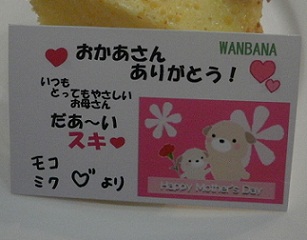 WANBANA
おかあさん
ありがとう！
いつも
とってもやさしい
お母さん
だあ〜い
スキ
モコ
ミク より
Happy Mother's Day